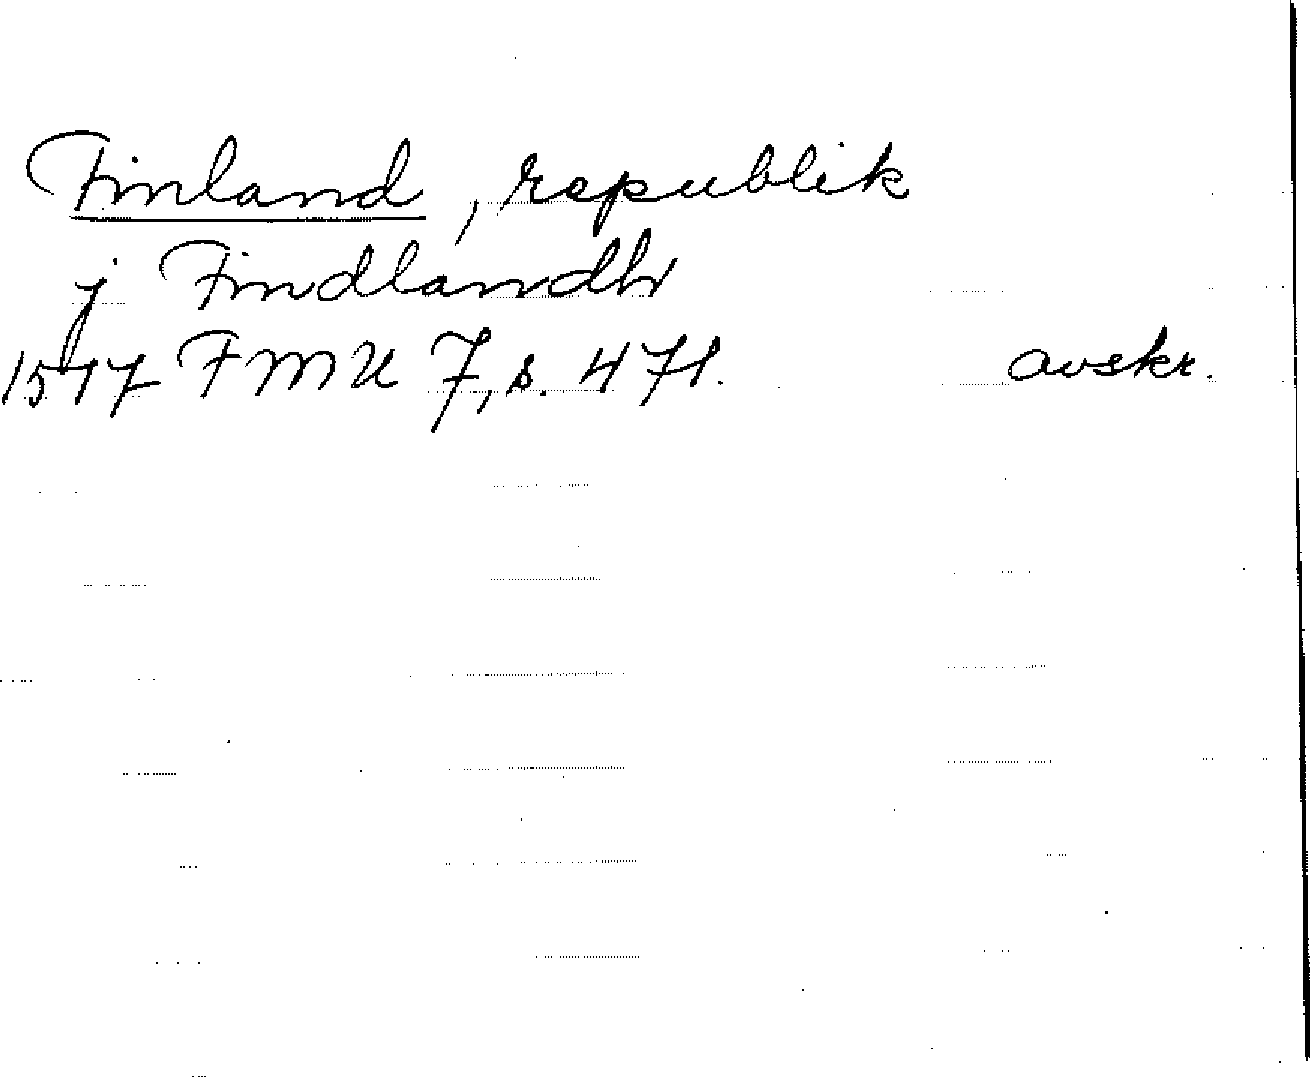 Finland, republik
j Findlandh
1517 FMU 7, s. 471. avskr.